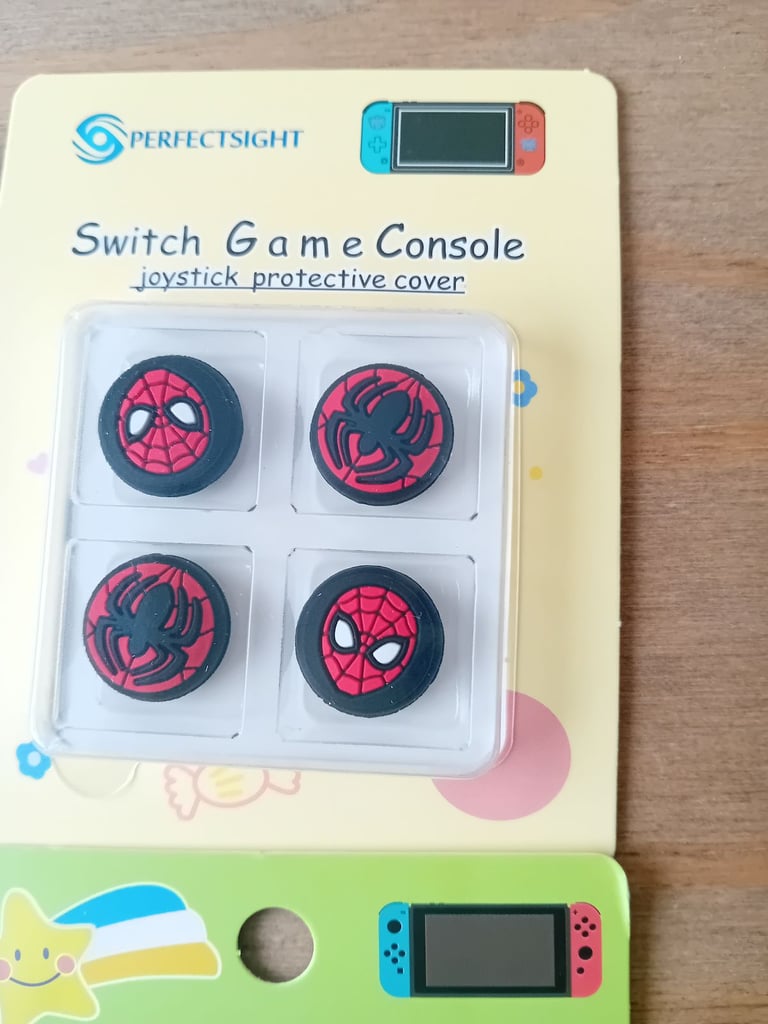 PERFECTSIGHT
Switch Game Console
joystick protective cover